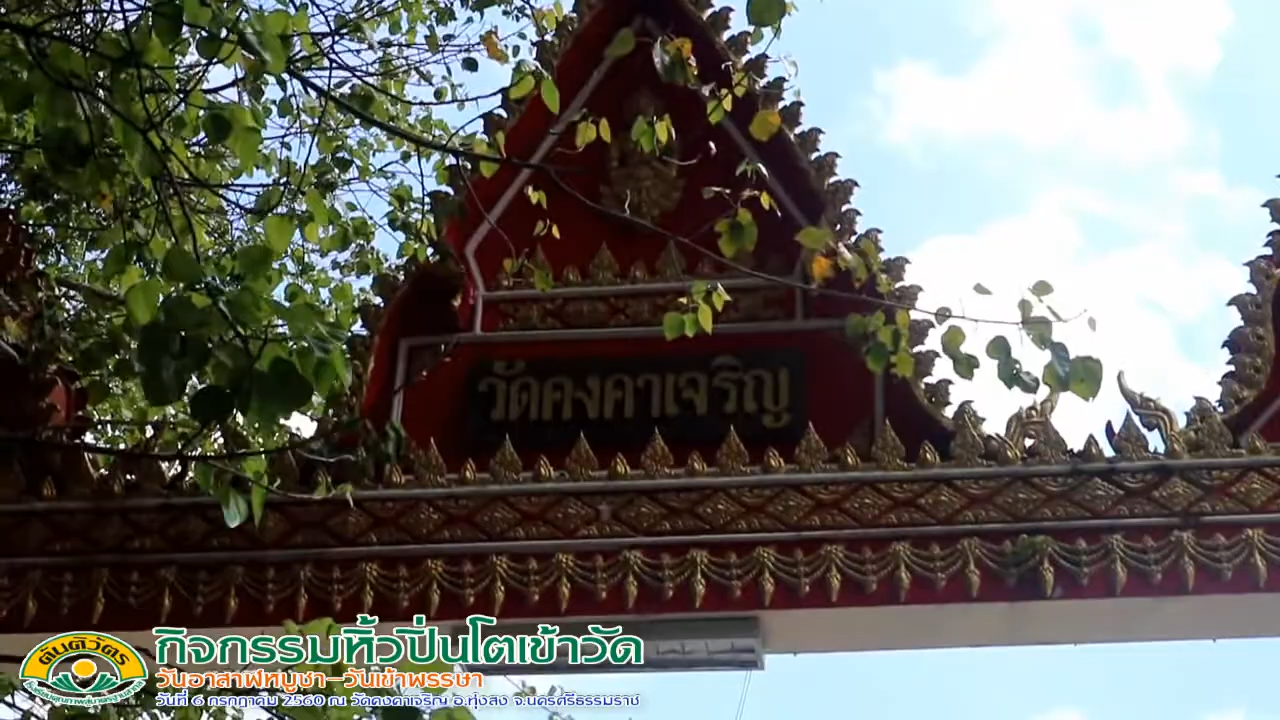 วัดคงคาเจริญ
ตันติวัตร
กิจกรรมหิ้วปิ่นโตเข้าวัด
วันอาสาฬหบูชา-วันเข้าพรรษา
วันที่ 6 กรกฎาคม 2560 ณ วัดคงคาเจริญ อ.ทุ่งสง จ.นครศรีธรรมราช